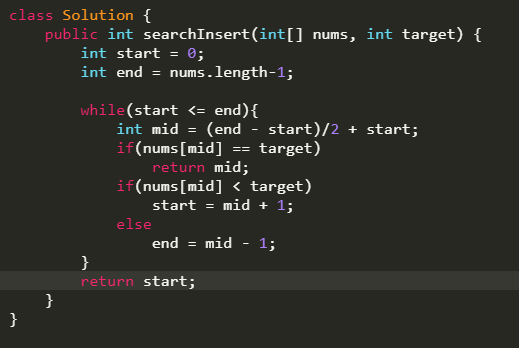 class Solution {
    public int searchInsert(int[] nums, int target) {
        int start = 0;
        int end = nums.length-1;

        while(start <= end){
            int mid = (end - start)/2 + start;
            if(nums[mid] == target)
                return mid;
            if(nums[mid] < target)
                start = mid + 1;
            else
                end = mid - 1;
        }
        return start;
    }
}